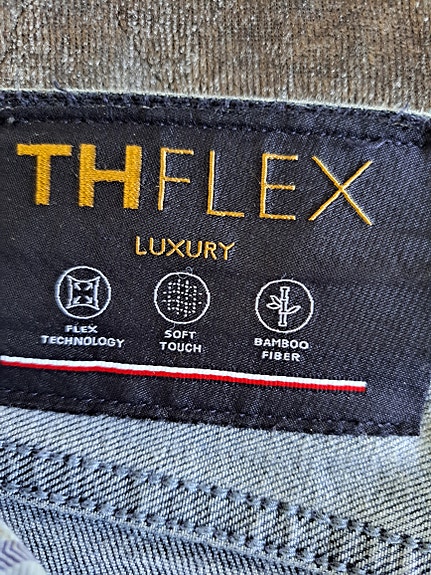 THFLEX
LUXURY
FLEX
TECHNOLOGY
SOFT
TOUCH
BAMBOO
FIBER